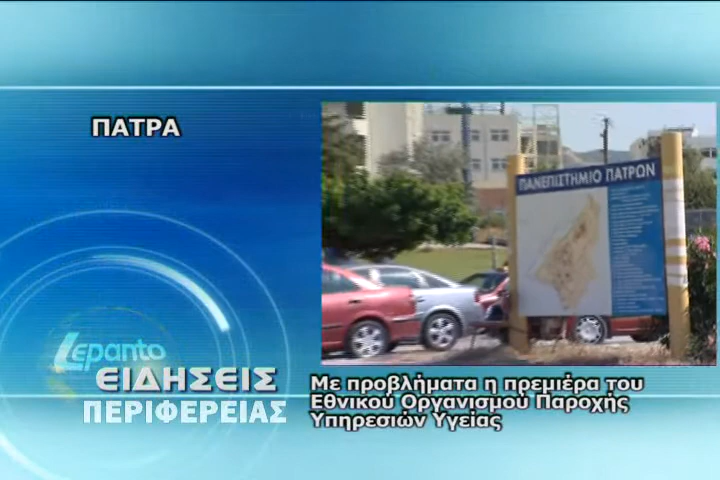 ΠΑΤΡΑ
ΠΑΝΕΠΙΣΤΗΜΙΟ ΠΑΤΡΩΝ
Lepanto
ΕΙΔΗΣΕΙΣ
ΠΕΡΙΦΕΡΕΙΑΣ
Με προβλήματα η πρεμιέρα του
Εθνικού Οργανισμού Παροχής
Υπηρεσιών Υγείας